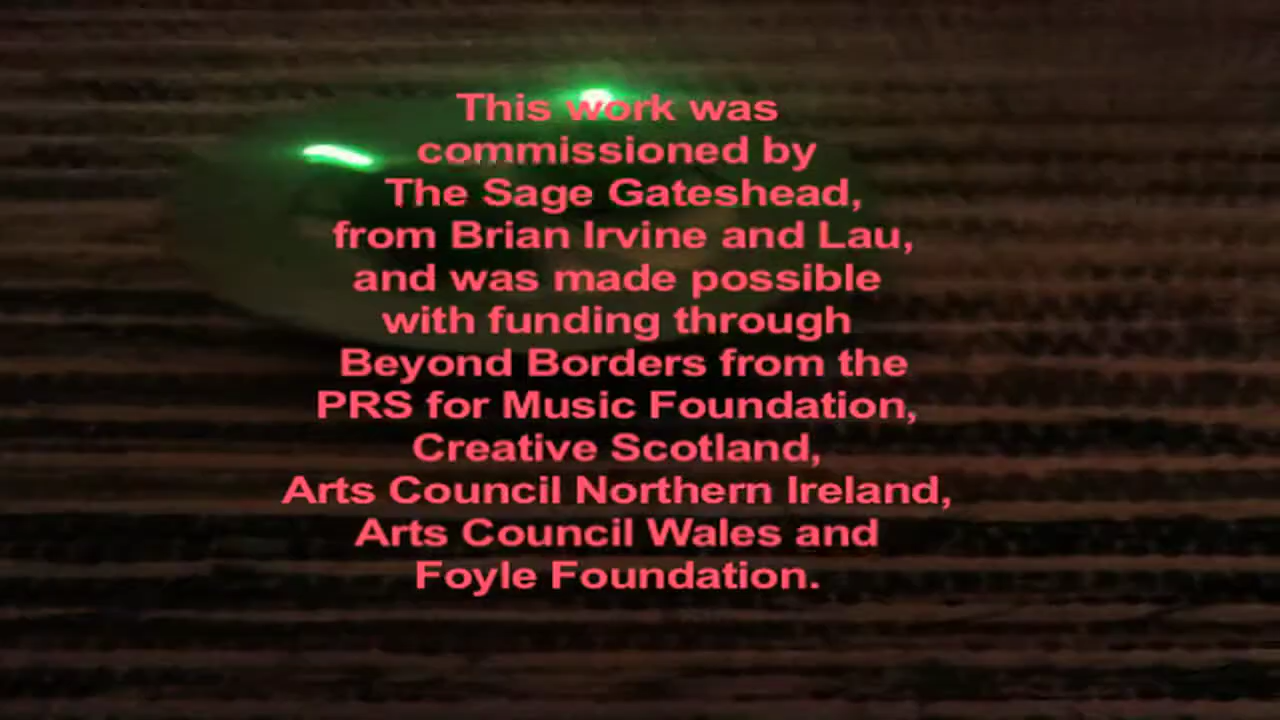 This work was
commissioned by
The Sage Gateshead,
from Brian Irvine and Lau,
and was made possible
with funding through
Beyond Borders from the
PRS for Music Foundation,
Creative Scotland,
Arts Council Northern Ireland,
Arts Council Wales and
Foyle Foundation.